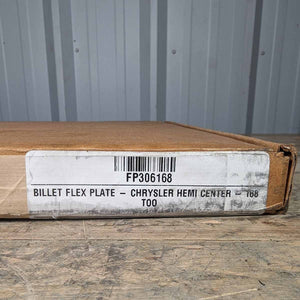 FP306168
BILLET FLEX PLATE - CHRYSLER HEMI CENTER - 168
TOO